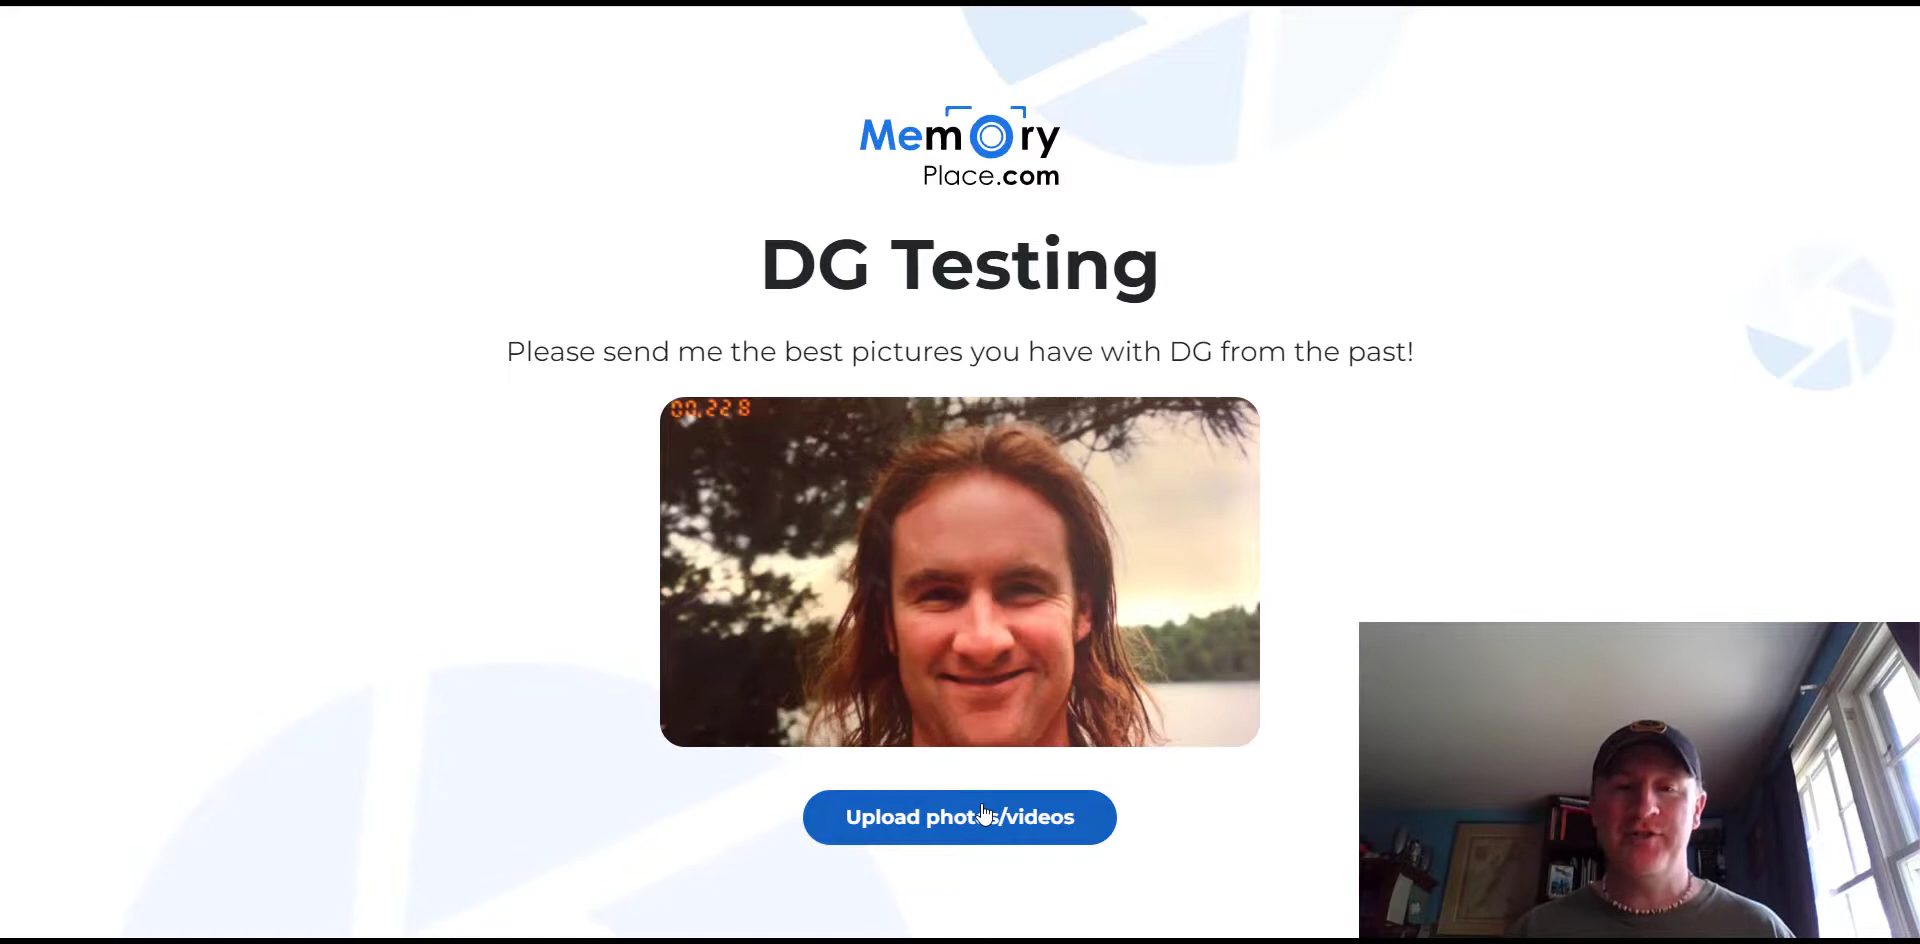 Memory
Place.com
DG Testing
Please send me the best pictures you have with DG from the past!
00.22 8
Upload photos/videos